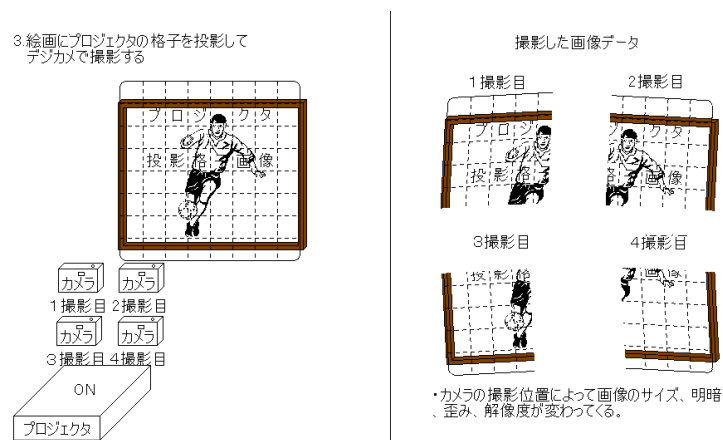 3.絵画にプロジェクタの格子を投影して
デジカメで撮影する
プロジェクタ
投影格子画像
カメラ
カメラ
1撮影目
2撮影目
カメラ
カメラ
3撮影目
4撮影目
ON
プロジェクタ
撮影した画像データ
1撮影目
2撮影目
プロジ
投影格子
ジクタ
格画像
3撮影目
4撮影目
投影格
画像
・カメラの撮影位置によって画像のサイズ、明暗
、歪み、解像度が変わってくる。